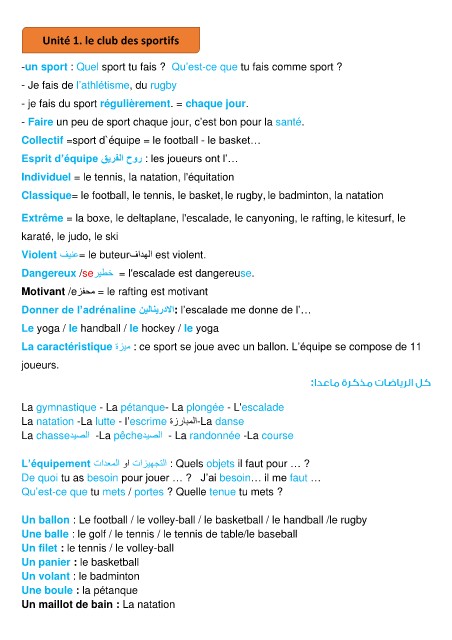 Unité 1. le club des sportifs
-un sport : Quel sport tu fais ? Qu'est-ce que tu fais comme sport ?
- Je fais de l'athlétisme, du rugby
- je fais du sport régulièrement. = chaque jour.
- Faire un peu de sport chaque jour, c'est bon pour la santé.
Collectif =sport d`équipe = le football - le basket…
Esprit d'équipe روح الفريق : les joueurs ont l'…
Individuel = le tennis, la natation, l'équitation
Classique= le football, le tennis, le basket, le rugby, le badminton, la natation
Extrême = la boxe, le deltaplane, l'escalade, le canyoning, le rafting, le kitesurf, le
karaté, le judo, le ski
Violent عنيف= le buteur الهداف est violent.
Dangereux /se خطير = l'escalade est dangereuse.
Motivant /e محفز = le rafting est motivant
Donner de l'adrénaline الادرينالين: l'escalade me donne de l'…
Le yoga / le handball / le hockey / le yoga
La caractéristique ميزة : ce sport se joue avec un ballon. L'équipe se compose de 11
joueurs.
كل الرياضات مذكرة ماعدا:
La gymnastique - La pétanque- La plongée - L'escalade
La natation -La lutte - l'escrime المبارزة-La danse
La chasse الصيد -La pêche الصيد - La randonnée -La course
L'équipement التجهيزات او المعدات : Quels objets il faut pour … ?
De quoi tu as besoin pour jouer … ? J'ai besoin… il me faut …
Qu'est-ce que tu mets / portes ? Quelle tenue tu mets ?
Un ballon : Le football / le volley-ball / le basketball / le handball /le rugby
Une balle : le golf / le tennis / le tennis de table/le baseball
Un filet : le tennis / le volley-ball
Un panier : le basketball
Un volant : le badminton
Une boule : la pétanque
Un maillot de bain : La natation